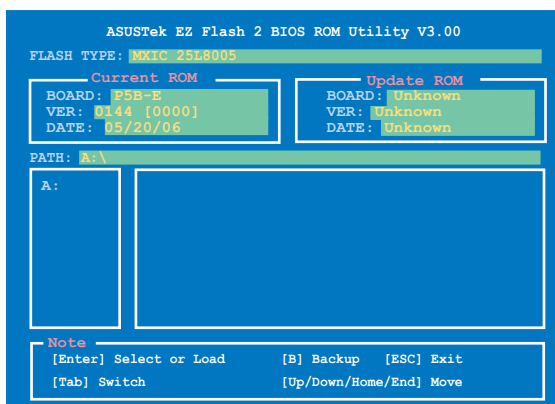 ASUSTek EZ Flash 2 BIOS ROM Utility V3.00
FLASH TYPE: MXIC 25L8005
Current ROM
BOARD: P5B-E
VER: 0144 [0000]
DATE: 05/20/06
Update ROM
BOARD: Unknown
VER: Unknown
DATE: Unknown
PATH: A:\
A:
Note
[Enter] Select or Load [B] Backup [ESC] Exit
[Tab] Switch [Up/Down/Home/End] Move